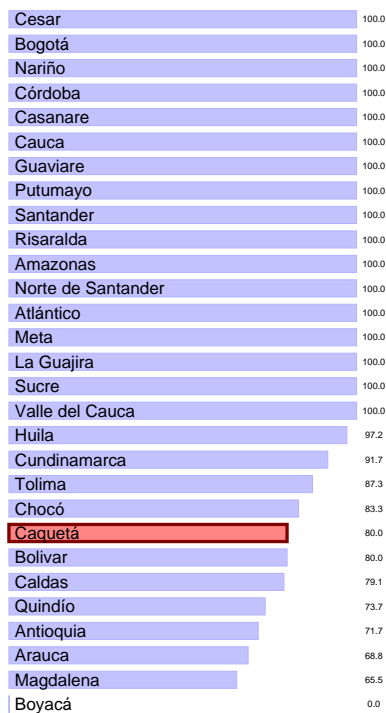 Cesar 100.0
Bogotá 100.0
Nariño 100.0
Córdoba 100.0
Casanare 100.0
Cauca 100.0
Guaviare 100.0
Putumayo 100.0
Santander 100.0
Risaralda 100.0
Amazonas 100.0
Norte de Santander 100.0
Atlántico 100.0
Meta 100.0
La Guajira 100.0
Sucre 100.0
Valle del Cauca 100.0
Huila 97.2
Cundinamarca 91.7
Tolima 87.3
Chocó 83.3
Caquetá 80.0
Bolivar 80.0
Caldas 79.1
Quindío 73.7
Antioquia 71.7
Arauca 68.8
Magdalena 65.5
Boyacá 0.0